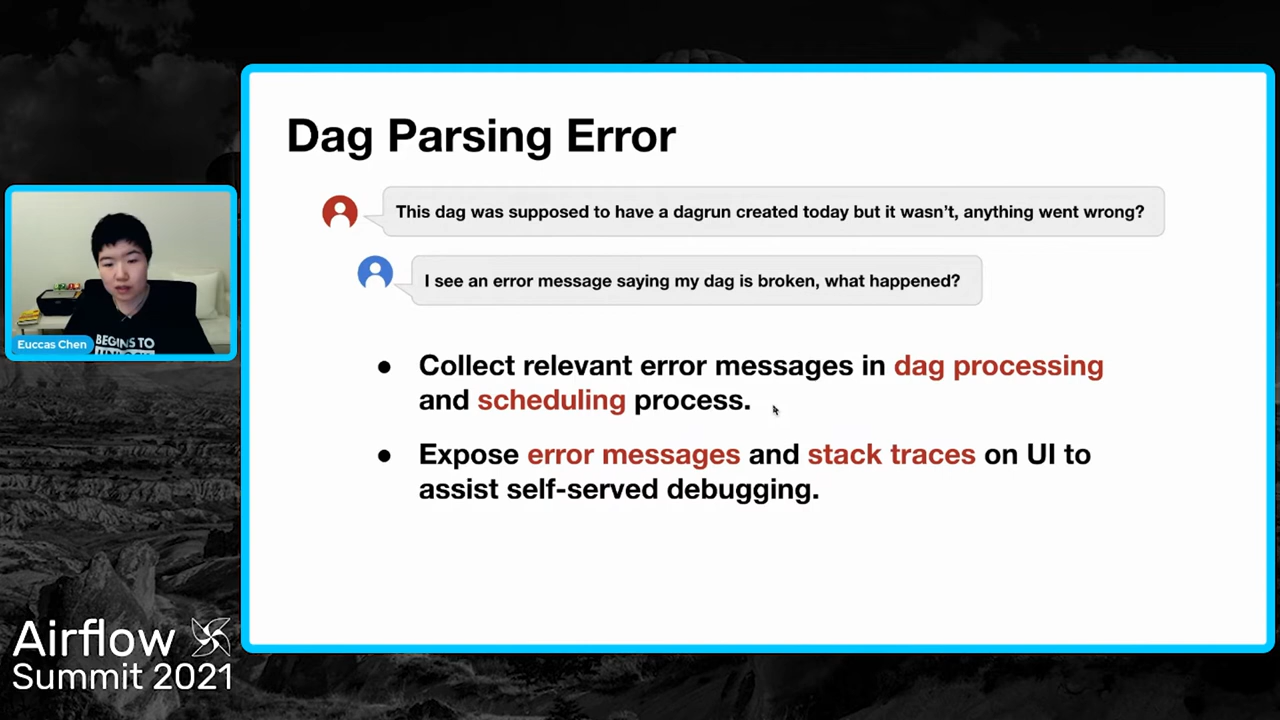 Dag Parsing Error
This dag was supposed to have a dagrun created today but it wasn't, anything went wrong?
I see an error message saying my dag is broken, what happened?
● Collect relevant error messages in dag processing
and scheduling process.
● Expose error messages and stack traces on UI to
assist self-served debugging.
BEGINS TO
Euccas Chen
Airflow
Summit 2021